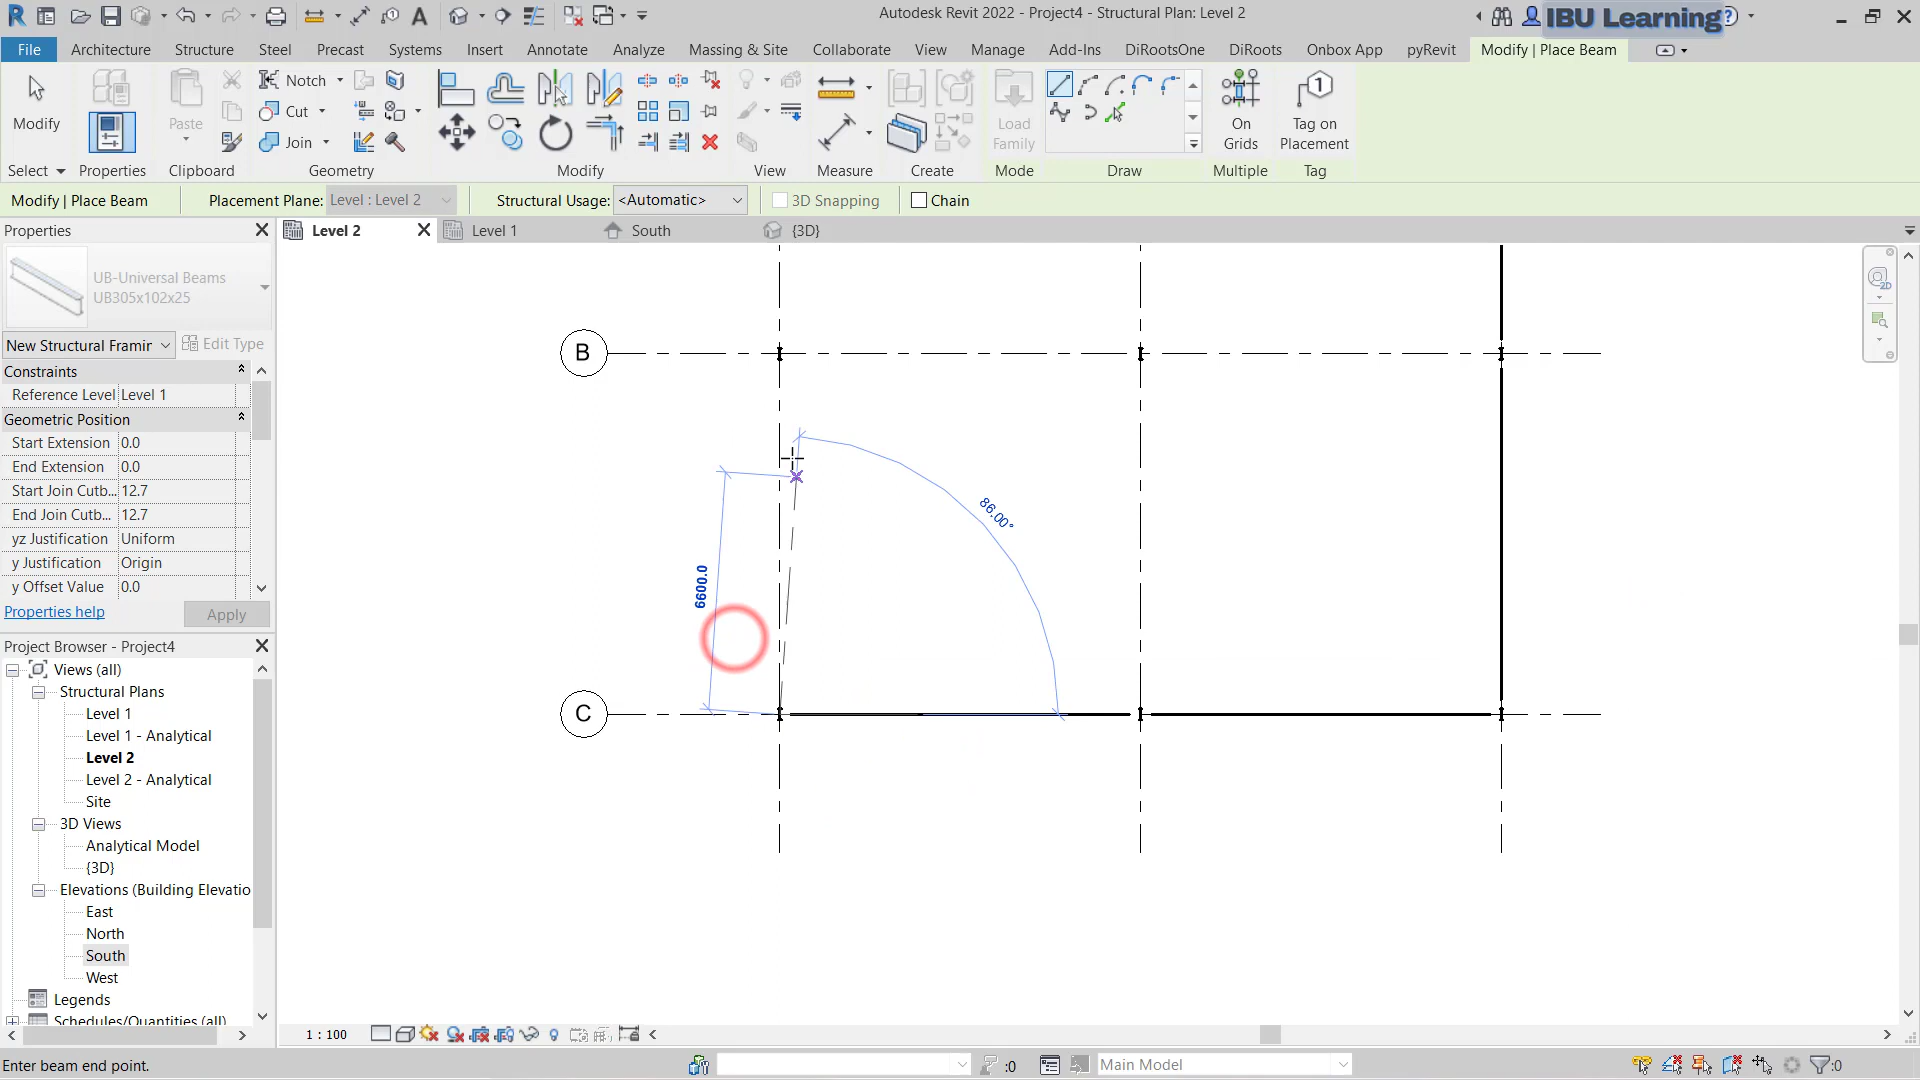 Autodesk Revit 2022 - Project4 - Structural Plan: Level 2
IBU Learning
File
Architecture
Structure
Steel
Precast
Systems
Insert
Annotate
Analyze
Massing & Site
Collaborate
View
Manage
Add-Ins
DiRootsOne
DiRoots
Onbox App
pyRevit
Modify | Place Beam
Modify
Paste
Notch
Cut
Join
Load
Family
On
Grids
Tag on
Placement
Select
Properties
Clipboard
Geometry
Modify
View
Measure
Create
Mode
Draw
Multiple
Tag
Modify | Place Beam
Placement Plane:
Level : Level 2
Structural Usage:
<Automatic>
3D Snapping
Chain
Properties
Level 2
Level 1
South
{3D}
UB-Universal Beams
UB305x102x25
New Structural Framir
Edit Type
Constraints
Reference Level
Level 1
Geometric Position
Start Extension
0.0
End Extension
0.0
Start Join Cutb...
12.7
End Join Cutb...
12.7
yz Justification
Uniform
y Justification
Origin
y Offset Value
0.0
Properties help
Apply
Project Browser - Project4
Views (all)
Structural Plans
Level 1
Level 1 - Analytical
Level 2
Level 2 - Analytical
Site
3D Views
Analytical Model
{3D}
Elevations (Building Elevatio
East
North
South
West
Legends
Schedules/Quantities (all)
B
C
6600.0
86.00°
2D
1 : 100
Enter beam end point.
:0
Main Model
:0